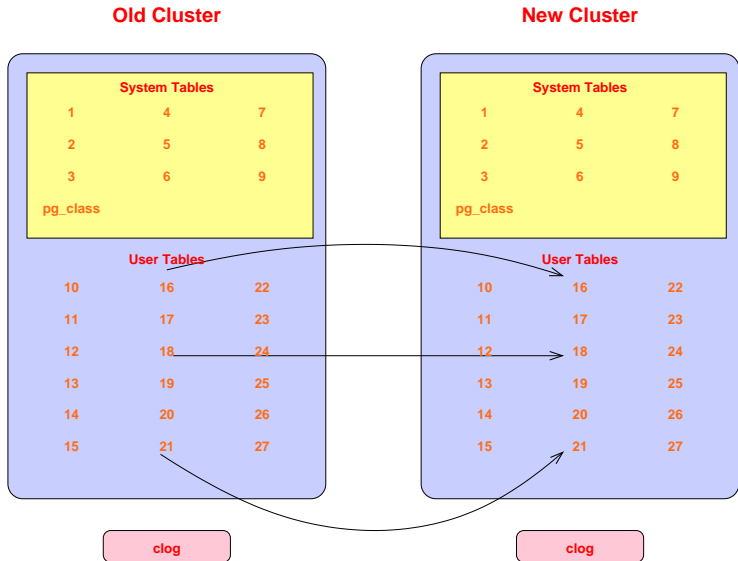 Old Cluster
System Tables
1 4 7
2 5 8
3 6 9
pg_class
User Tables
10 16 22
11 17 23
12 18 24
13 19 25
14 20 26
15 21 27
clog
New Cluster
System Tables
1 4 7
2 5 8
3 6 9
pg_class
User Tables
10 16 22
11 17 23
12 18 24
13 19 25
14 20 26
15 21 27
clog